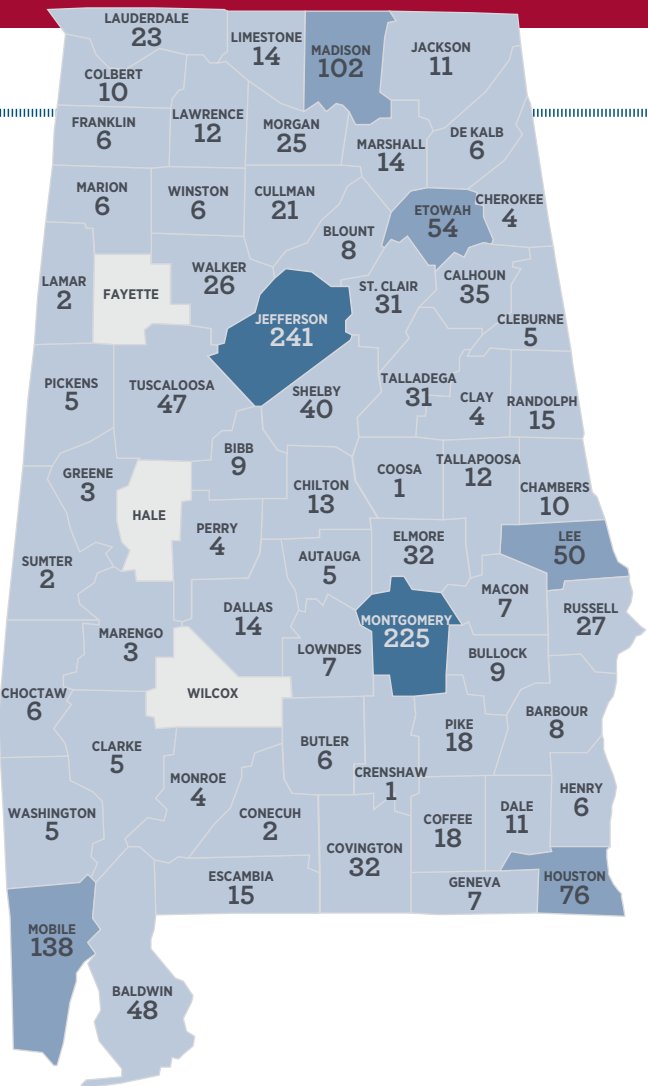 LAUDERDALE
23
LIMESTONE
14
MADISON
102
JACKSON
11
COLBERT
10
FRANKLIN
6
LAWRENCE
12
MORGAN
25
MARSHALL
14
DE KALB
6
MARION
6
WINSTON
6
CULLMAN
21
BLOUNT
8
ETOWAH
54
CHEROKEE
4
LAMAR
2
FAYETTE
WALKER
26
JEFFERSON
241
ST. CLAIR
31
CALHOUN
35
CLEBURNE
5
PICKENS
5
TUSCALOOSA
47
SHELBY
40
TALLADEGA
31
CLAY
4
RANDOLPH
15
GREENE
3
HALE
BIBB
9
PERRY
4
CHILTON
13
COOSA
1
TALLAPOOSA
12
CHAMBERS
10
SUMTER
2
AUTAUGA
5
ELMORE
32
LEE
50
MACON
7
RUSSELL
27
MARENGO
3
DALLAS
14
LOWNDES
7
MONTGOMERY
225
BULLOCK
9
CHOCTAW
6
WILCOX
CLARKE
5
MONROE
4
BUTLER
6
CRENSHAW
1
PIKE
18
BARBOUR
8
WASHINGTON
5
CONECUH
2
COVINGTON
32
COFFEE
18
DALE
11
HENRY
6
ESCAMBIA
15
GENEVA
7
HOUSTON
76
MOBILE
138
BALDWIN
48